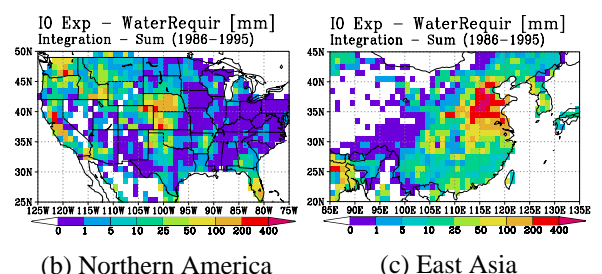 IO Exp - WaterRequir [mm]
Integration - Sum (1986-1995)
50N
45N
40N
35N
30N
25N
125W 120W 115W 110W 105W 100W 95W 90W 85W 80W 75W
0 1 5 10 25 50 100 200 400
(b) Northern America
IO Exp - WaterRequir [mm]
Integration - Sum (1986-1995)
45N
40N
35N
30N
25N
20N
85E 90E 95E 100E 105E 110E 115E 120E 125E 130E 135E
0 1 5 10 25 50 100 200 400
(c) East Asia